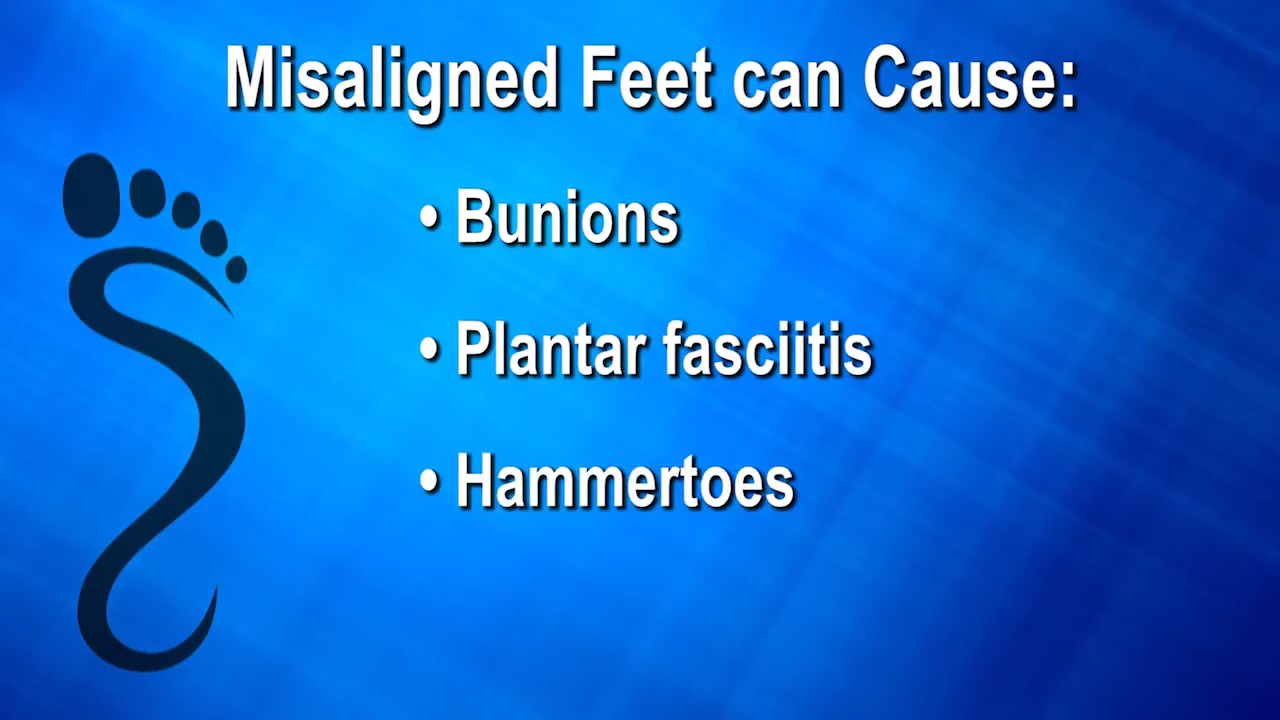 Misaligned Feet can Cause:
• Bunions
• Plantar fasciitis
• Hammertoes